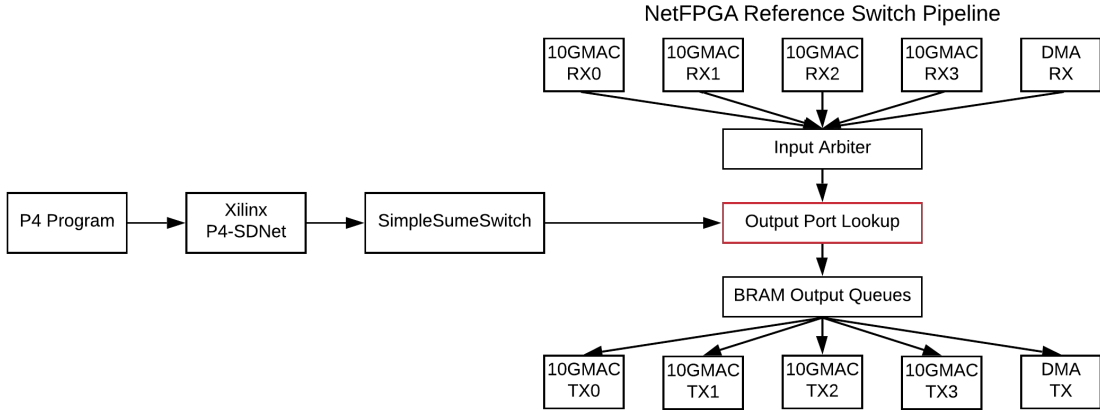 NetFPGA Reference Switch Pipeline
10GMAC
RX0
10GMAC
RX1
10GMAC
RX2
10GMAC
RX3
DMA
RX
Input Arbiter
P4 Program
Xilinx
P4-SDNet
SimpleSumeSwitch
Output Port Lookup
BRAM Output Queues
10GMAC
TX0
10GMAC
TX1
10GMAC
TX2
10GMAC
TX3
DMA
TX